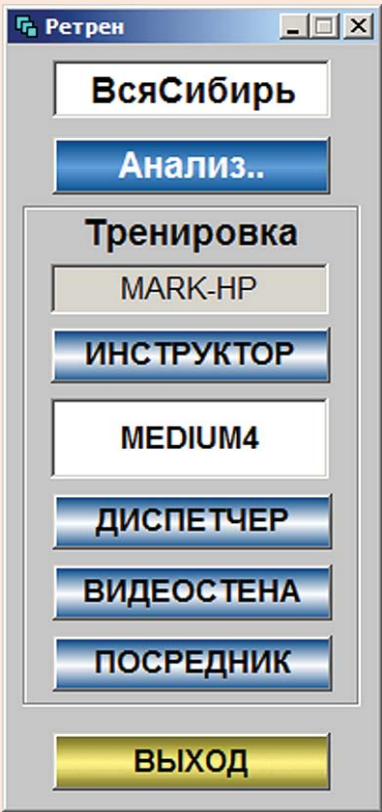 Ретрен
ВсяСибирь
Анализ..
Тренировка
MARK-HP
ИНСТРУКТОР
MEDIUM4
ДИСПЕТЧЕР
ВИДЕОСТЕНА
ПОСРЕДНИК
ВЫХОД